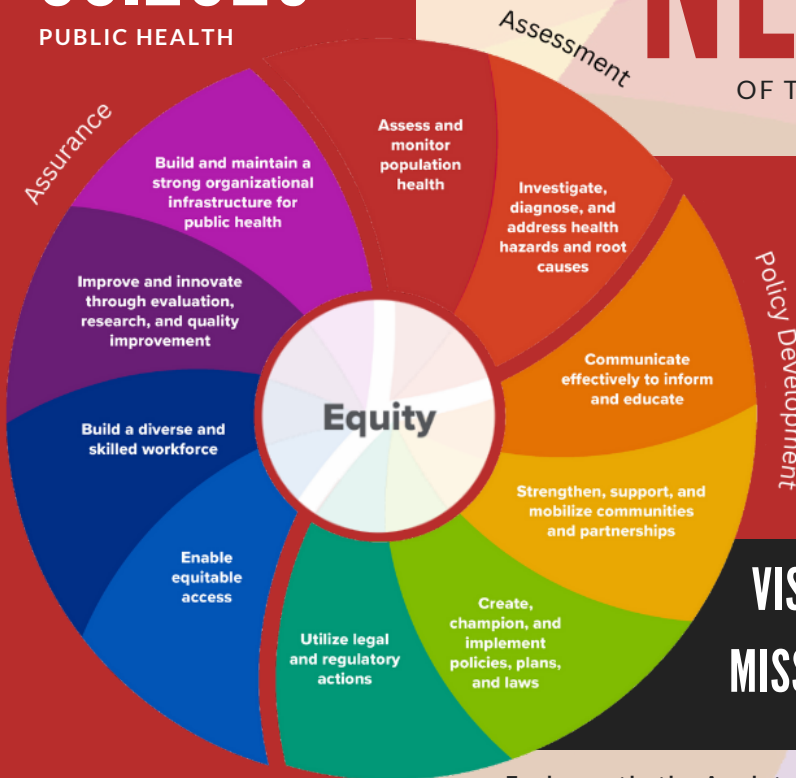 PUBLIC HEALTH
OF T
Assessment
Assurance
Policy Development
Assess and
monitor
population
health
Investigate,
diagnose, and
address health
hazards and root
causes
Communicate
effectively to inform
and educate
Strengthen, support, and
mobilize communities
and partnerships
Create,
champion, and
implement
policies, plans,
and laws
Utilize legal
and regulatory
actions
Enable
equitable
access
Build a diverse and
skilled workforce
Improve and innovate
through evaluation,
research, and quality
improvement
Build and maintain a
strong organizational
infrastructure for
public health
Equity
VIS
MISS